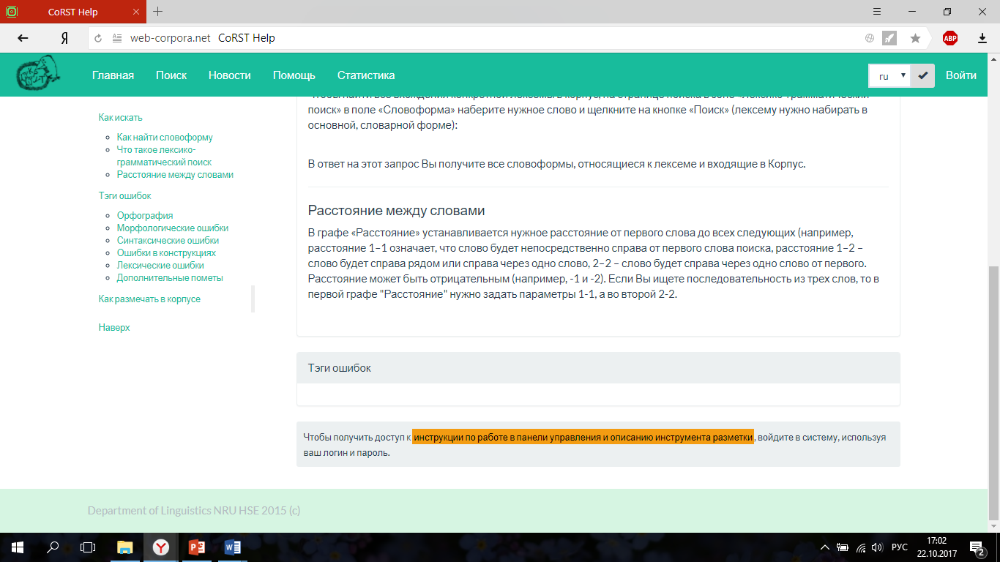 CoRST Help
web-corpora.net CoRST Help
ABP
Главная Поиск Новости Помощь Статистика ru Войти
поиск» в поле «Словоформа» наберите нужное слово и щелкните на кнопке «Поиск» (лексему нужно набирать в
основной, словарной форме):
В ответ на этот запрос Вы получите все словоформы, относящиеся к лексеме и входящие в Корпус.
Расстояние между словами
В графе «Расстояние» устанавливается нужное расстояние от первого слова до всех следующих (например,
расстояние 1–1 означает, что слово будет непосредственно справа от первого слова поиска, расстояние 1–2 –
слово будет справа рядом или справа через одно слово, 2–2 – слово будет справа через одно слово от первого.
Расстояние может быть отрицательным (например, -1 и -2). Если Вы ищете последовательность из трех слов, то в
первой графе "Расстояние" нужно задать параметры 1-1, а во второй 2-2.
Как искать
Как найти словоформу
Что такое лексико-
грамматический поиск
Расстояние между словами
Тэги ошибок
Орфография
Морфологические ошибки
Синтаксические ошибки
Ошибки в конструкциях
Лексические ошибки
Дополнительные пометы
Как размечать в корпусе
Наверх
Тэги ошибок
Чтобы получить доступ к инструкции по работе в панели управления и описанию инструмента разметки, войдите в систему, используя
ваш логин и пароль.
Department of Linguistics NRU HSE 2015 (c)
РУС
17:02
22.10.2017
2